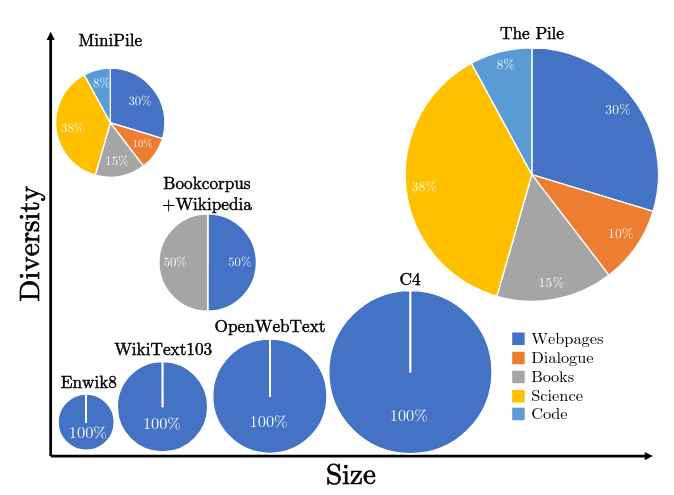 The Pile
MiniPile
8%
30%
10%
15%
38%
8%
30%
10%
15%
38%
Bookcorpus
+Wikipedia
50%
50%
Diversity
C4
100%
OpenWebText
100%
WikiText103
100%
Enwik8
100%
Webpages
Dialogue
Books
Science
Code
Size